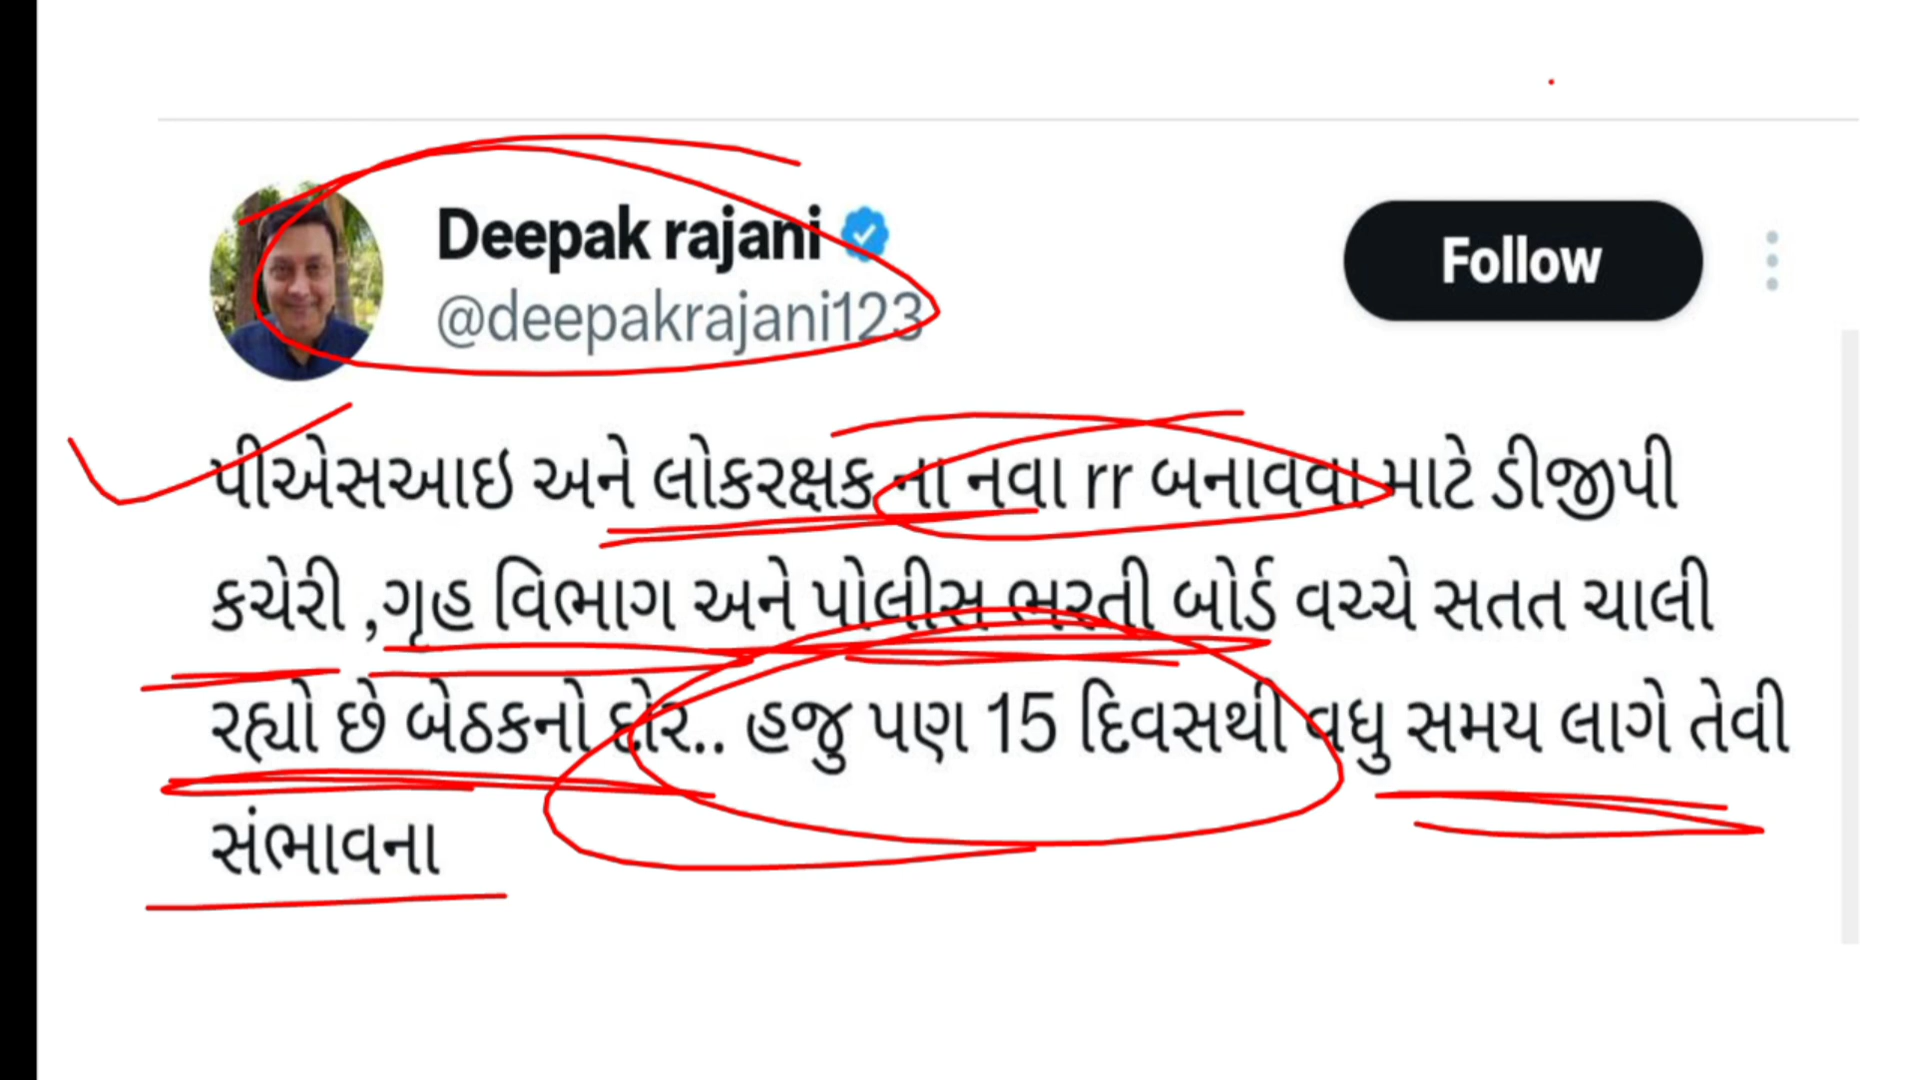 Deepak rajani
@deepakrajani123
Follow
પીએસઆઇ અને લોકરક્ષક ના નવા rr બનાવવા માટે ડીજીપી
કચેરી ,ગૃહ વિભાગ અને પોલીસ ભરતી બોર્ડ વચ્ચે સતત ચાલી
રહ્યો છે બેઠકનો દોર.. હજુ પણ 15 દિવસથી વધુ સમય લાગે તેવી
સંભાવના